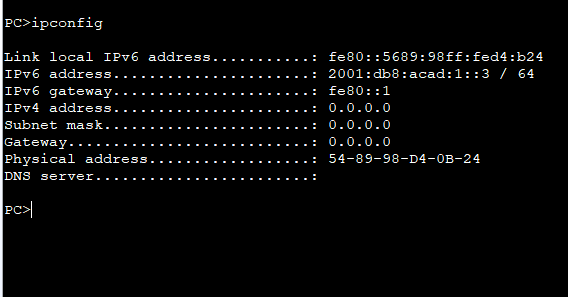 PC>ipconfig
Link local IPv6 address...........: fe80::5689:98ff:fed4:b24
IPv6 address......................: 2001:db8:acad:1::3 / 64
IPv6 gateway......................: fe80::1
IPv4 address......................: 0.0.0.0
Subnet mask.......................: 0.0.0.0
Gateway...........................: 0.0.0.0
Physical address..................: 54-89-98-D4-0B-24
DNS server........................:
PC>